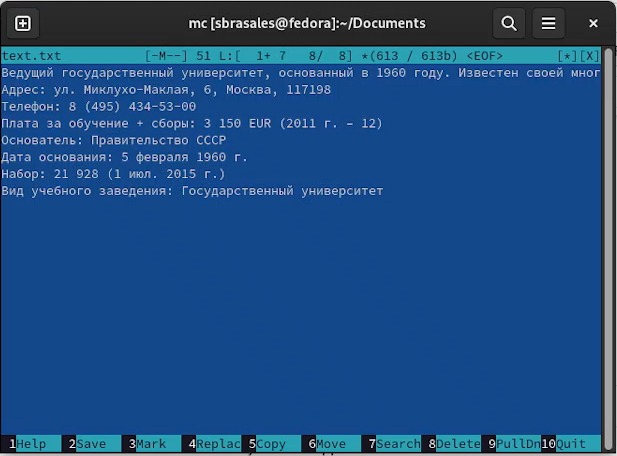 mc [sbrasales@fedora]:~/Documents
text.txt [-M--] 51 L:[ 1+ 7 8/ 8] *(613 / 613b) <EOF> [*][X]
Ведущий государственный университет, основанный в 1960 году. Известен своей мног
Адрес: ул. Миклухо-Маклая, 6, Москва, 117198
Телефон: 8 (495) 434-53-00
Плата за обучение + сборы: 3 150 EUR (2011 г. – 12)
Основатель: Правительство СССР
Дата основания: 5 февраля 1960 г.
Набор: 21 928 (1 июл. 2015 г.)
Вид учебного заведения: Государственный университет
1Help 2Save 3Mark 4Replac 5Copy 6Move 7Search 8Delete 9PullDn 10Quit